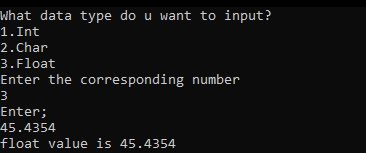 What data type do u want to input?
1.Int
2.Char
3.Float
Enter the corresponding number
3
Enter;
45.4354
float value is 45.4354